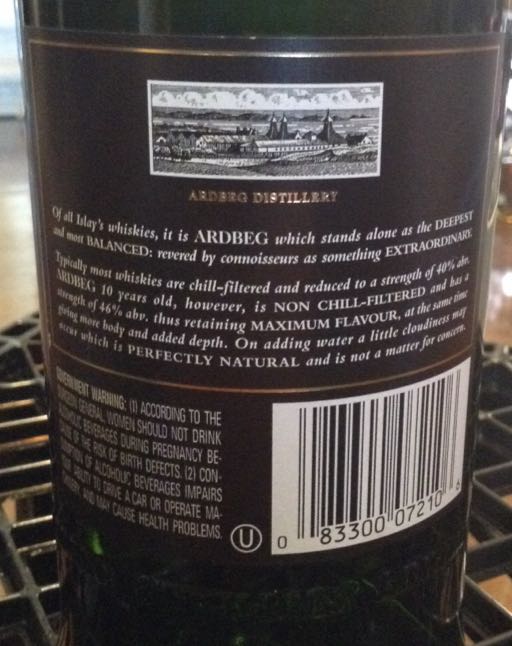 ARDBEG DISTILLERY
Of all Islay's whiskies, it is ARDBEG which stands alone as the DEEPEST
and most BALANCED: revered by connoisseurs as something EXTRAORDINARY.
Typically most whiskies are chill-filtered and reduced to a strength of 40% abv.
ARDBEG 10 years old, however, is NON CHILL-FILTERED and has a
strength of 46% abv. thus retaining MAXIMUM FLAVOUR, at the same time
giving more body and added depth. On adding water a little cloudiness may
occur which is PERFECTLY NATURAL and is not a matter for concern.
GOVERNMENT WARNING: (1) ACCORDING TO THE
SURGEON GENERAL, WOMEN SHOULD NOT DRINK
ALCOHOLIC BEVERAGES DURING PREGNANCY BE-
CAUSE OF THE RISK OF BIRTH DEFECTS. (2) CON-
SUMPTION OF ALCOHOLIC BEVERAGES IMPAIRS
YOUR ABILITY TO DRIVE A CAR OR OPERATE MA-
CHINERY, AND MAY CAUSE HEALTH PROBLEMS.
U
0 83300 07210 6